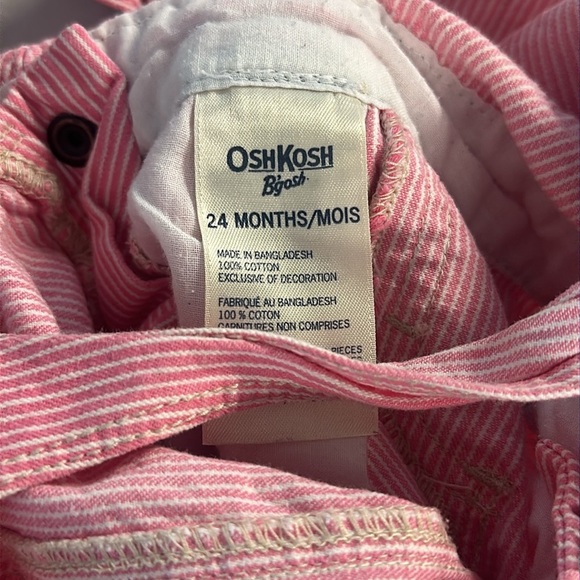 OSHKOSH
B'gosh.
24 MONTHS/MOIS
MADE IN BANGLADESH
100% COTTON
EXCLUSIVE OF DECORATION
FABRIQUÉ AU BANGLADESH
100 % COTON
GARNITURES NON COMPRISES
PIECES